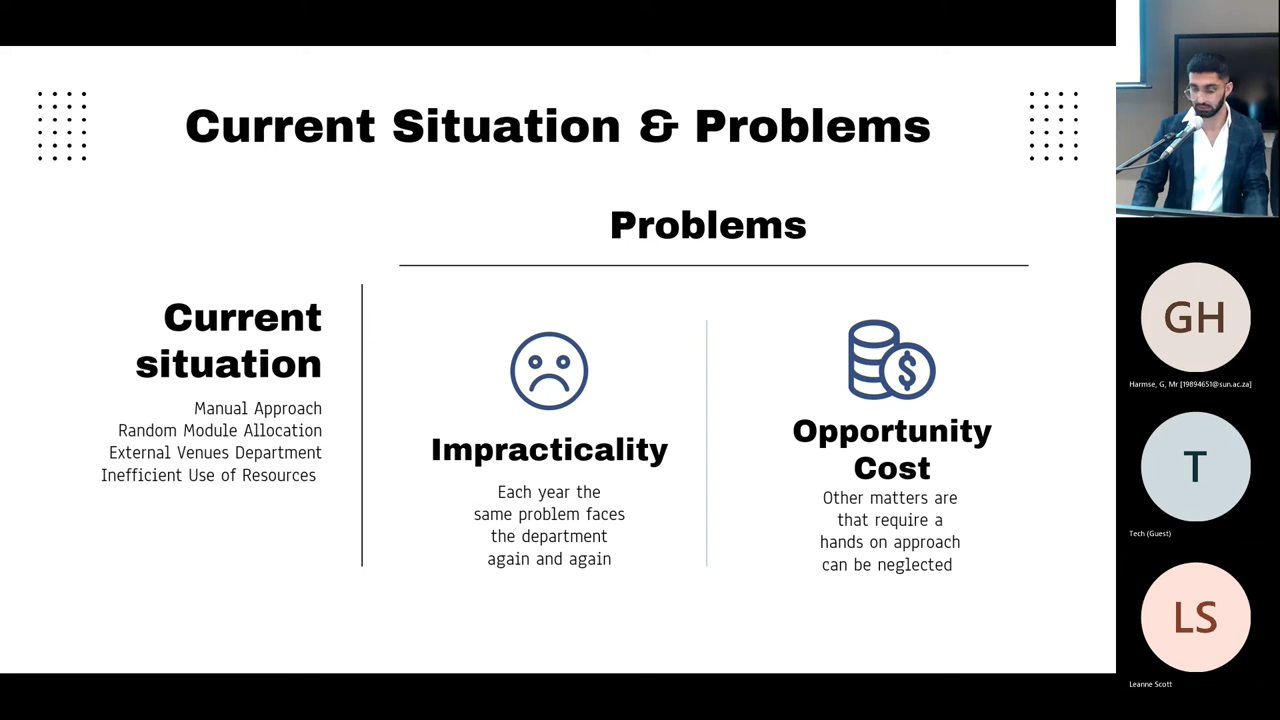 Current Situation & Problems
Problems
Current
situation
Manual Approach
Random Module Allocation
External Venues Department
Inefficient Use of Resources
Impracticality
Each year the
same problem faces
the department
again and again
$
Opportunity
Cost
Other matters are
that require a
hands on approach
can be neglected
GH
Harmse, G, Mr [19894651@sun.ac.za]
T
Tech (Guest)
LS
Leanne Scott